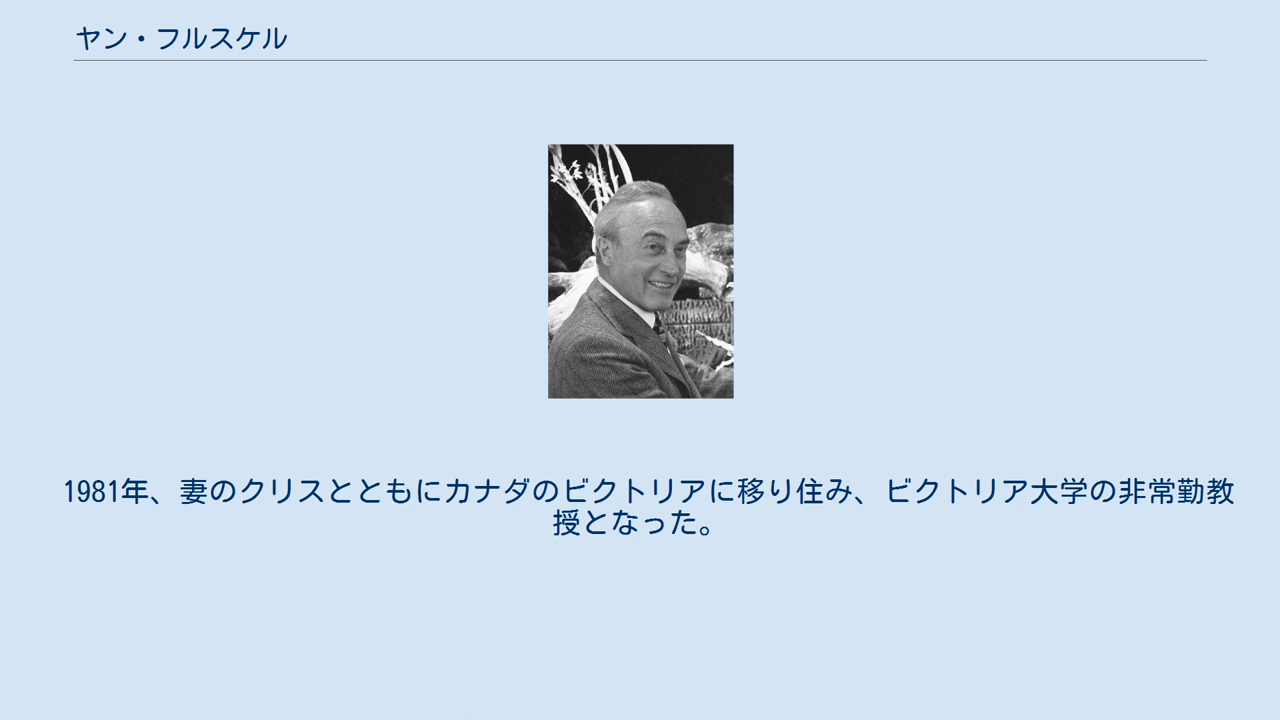 ヤン・フルスケル
1981年、妻のクリスとともにカナダのビクトリアに移り住み、ビクトリア大学の非常勤教
授となった。